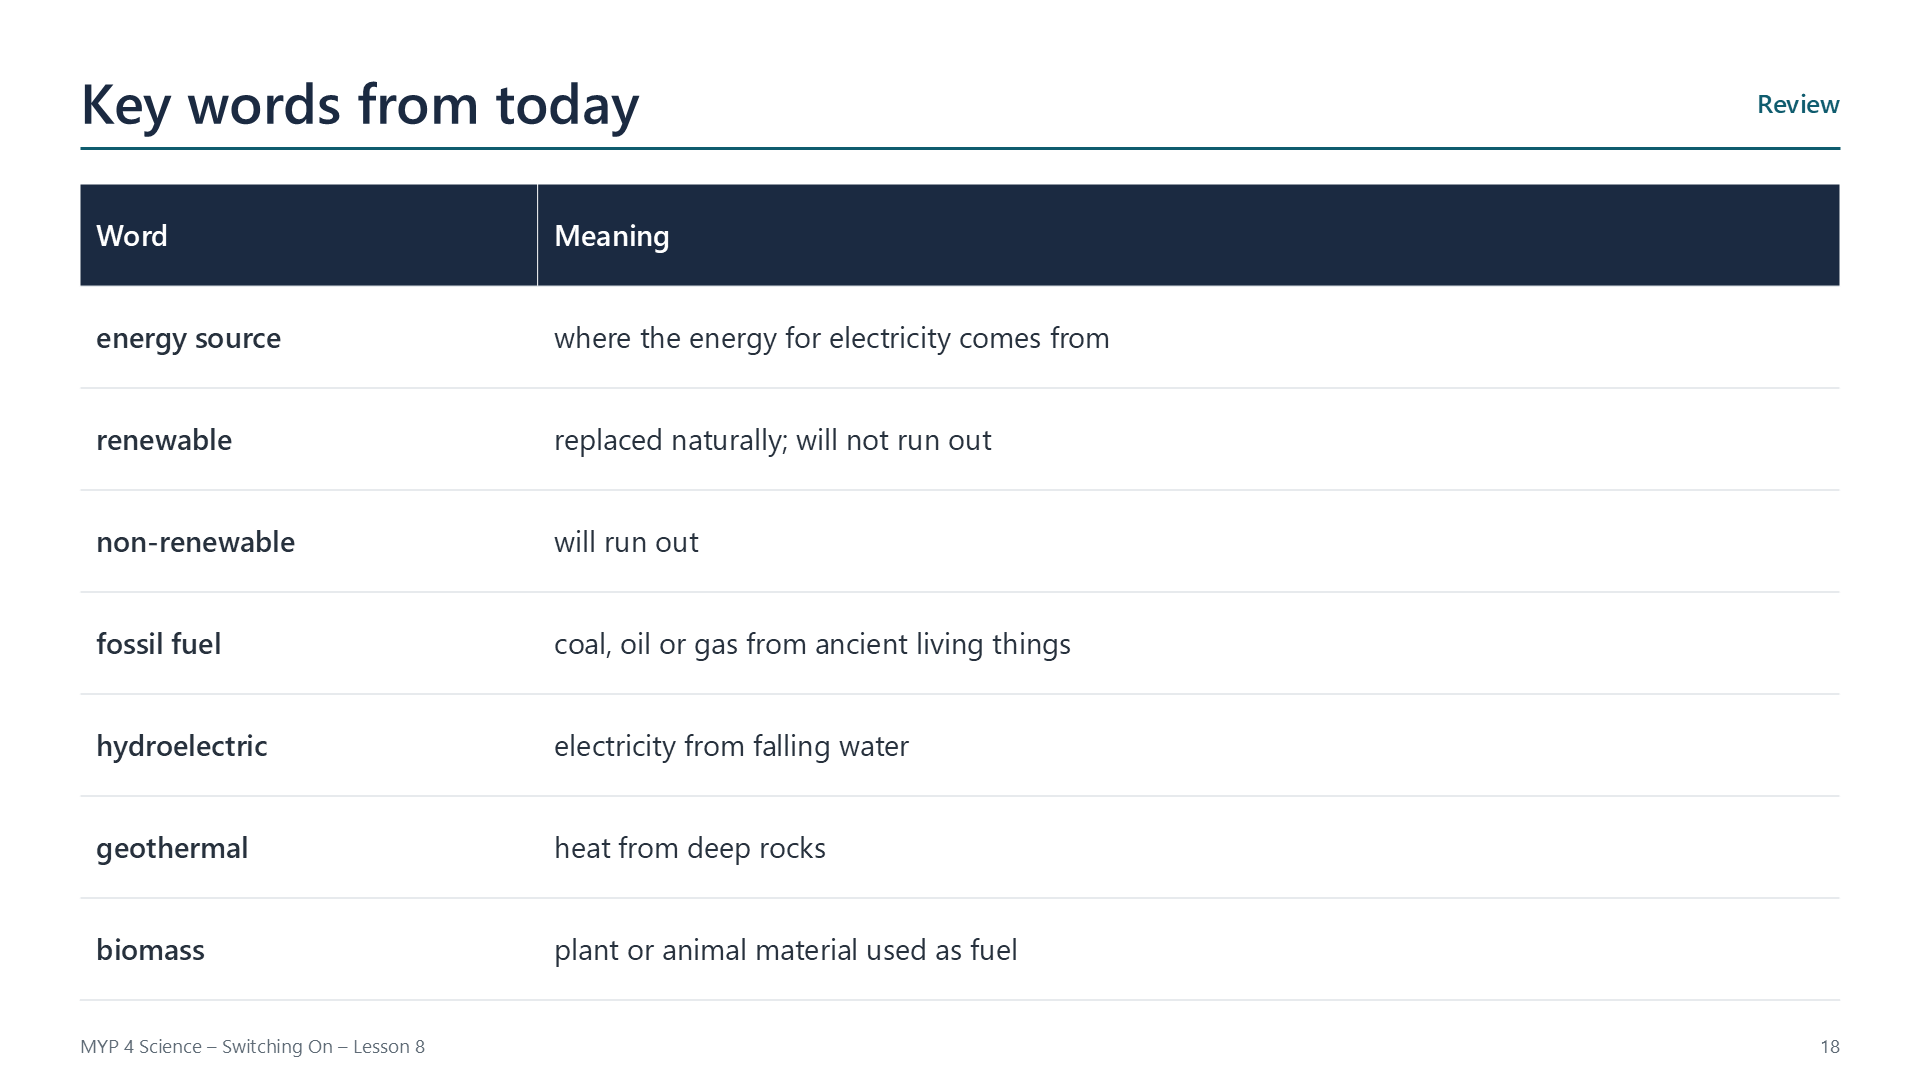 Key words from today
Review
Word
Meaning
energy source
where the energy for electricity comes from
renewable
replaced naturally; will not run out
non-renewable
will run out
fossil fuel
coal, oil or gas from ancient living things
hydroelectric
electricity from falling water
geothermal
heat from deep rocks
biomass
plant or animal material used as fuel
MYP 4 Science – Switching On – Lesson 8
18